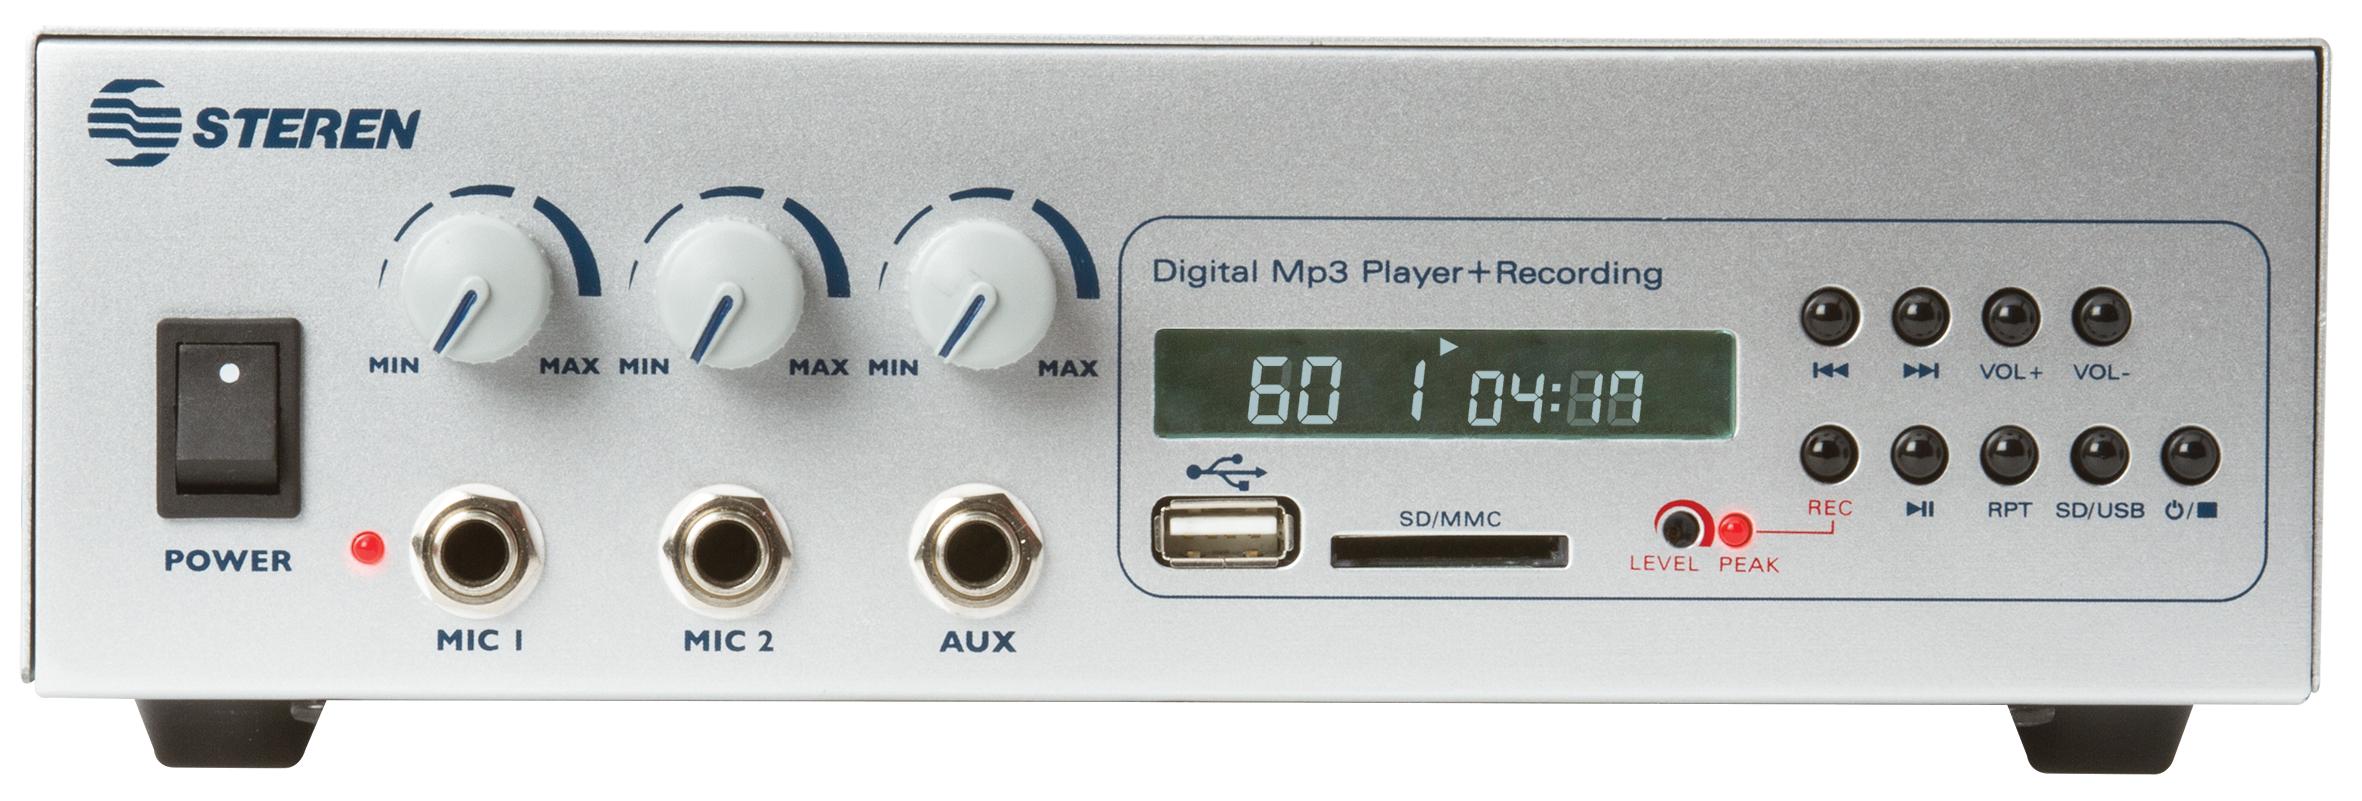 STEREN
MIN MAX MIN MAX MIN MAX
POWER
MIC 1
MIC 2
AUX
Digital Mp3 Player+Recording
60 1 04:17
SD/MMC
LEVEL PEAK
VOL+ VOL-
REC RPT SD/USB